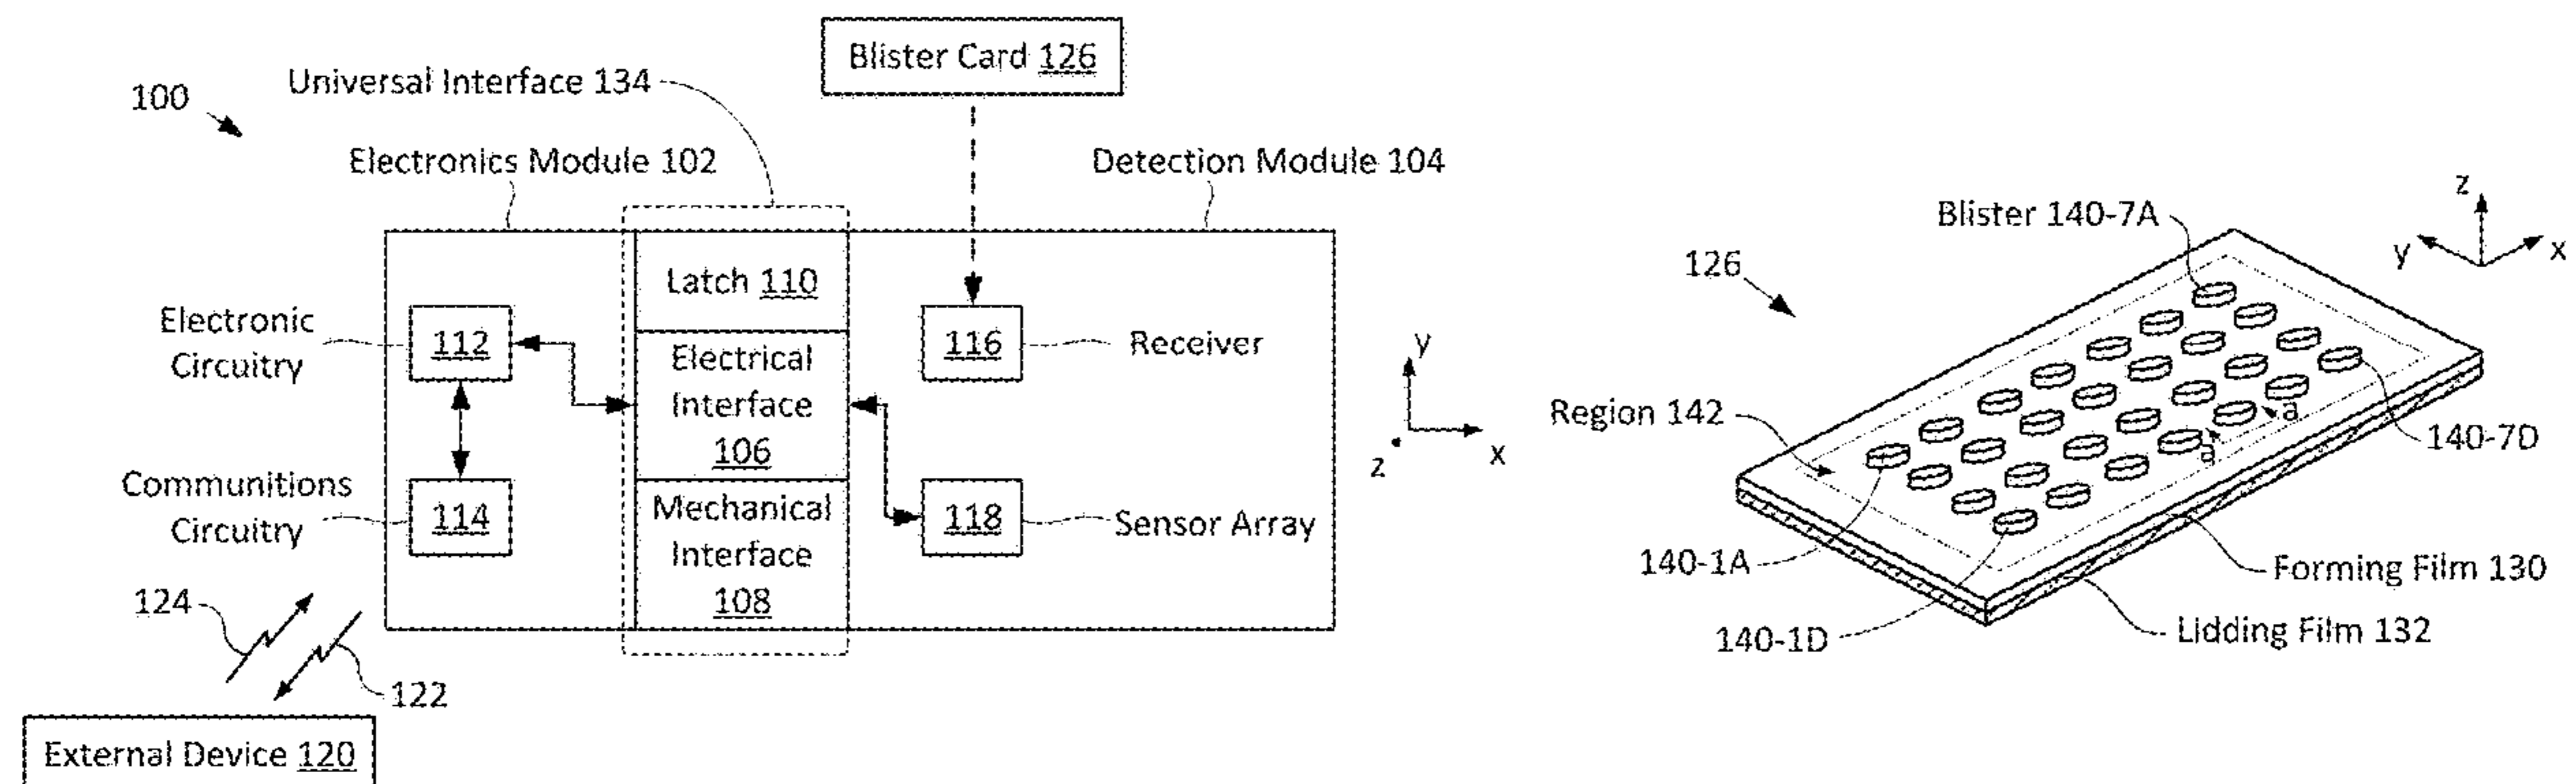 Blister Card 126
Universal Interface 134
100
Electronics Module 102
Detection Module 104
Latch 110
Electronic
Circuitry
112
Electrical
Interface
106
116
Receiver
Communitions
Circuitry
114
Mechanical
Interface
108
118
Sensor Array
y
x
z
124
122
External Device 120
z
y
x
Blister 140-7A
126
Region 142
a
a
140-7D
140-1A
140-1D
Forming Film 130
Lidding Film 132